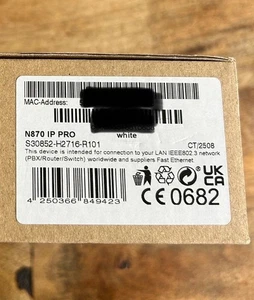 MAC-Address:
N870 IP PRO white
S30852-H2716-R101 CT/2508
This device is intended for connection to your LAN IEEE802.3 network
(PBX/Router/Switch) worldwide and suppliers Fast Ethernet
UK
CA
CE 0682
4 250366 849423